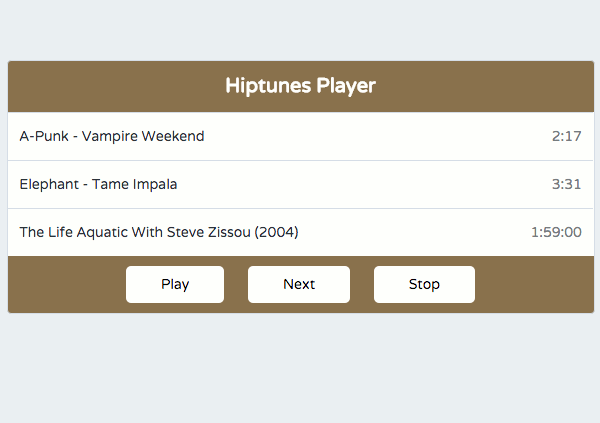 Hiptunes Player
A-Punk - Vampire Weekend 2:17
Elephant - Tame Impala 3:31
The Life Aquatic With Steve Zissou (2004) 1:59:00
Play Next Stop